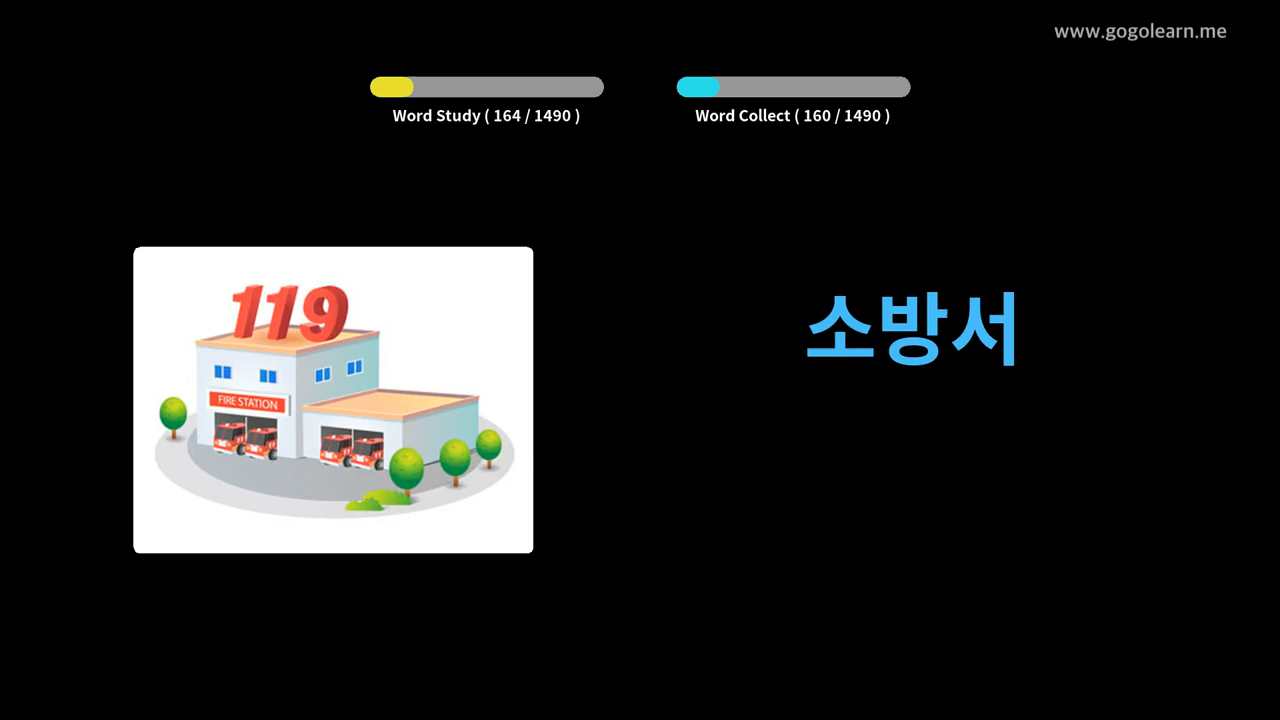 www.gogolearn.me
Word Study ( 164 / 1490 )
Word Collect ( 160 / 1490 )
119
FIRE STATION
소방서